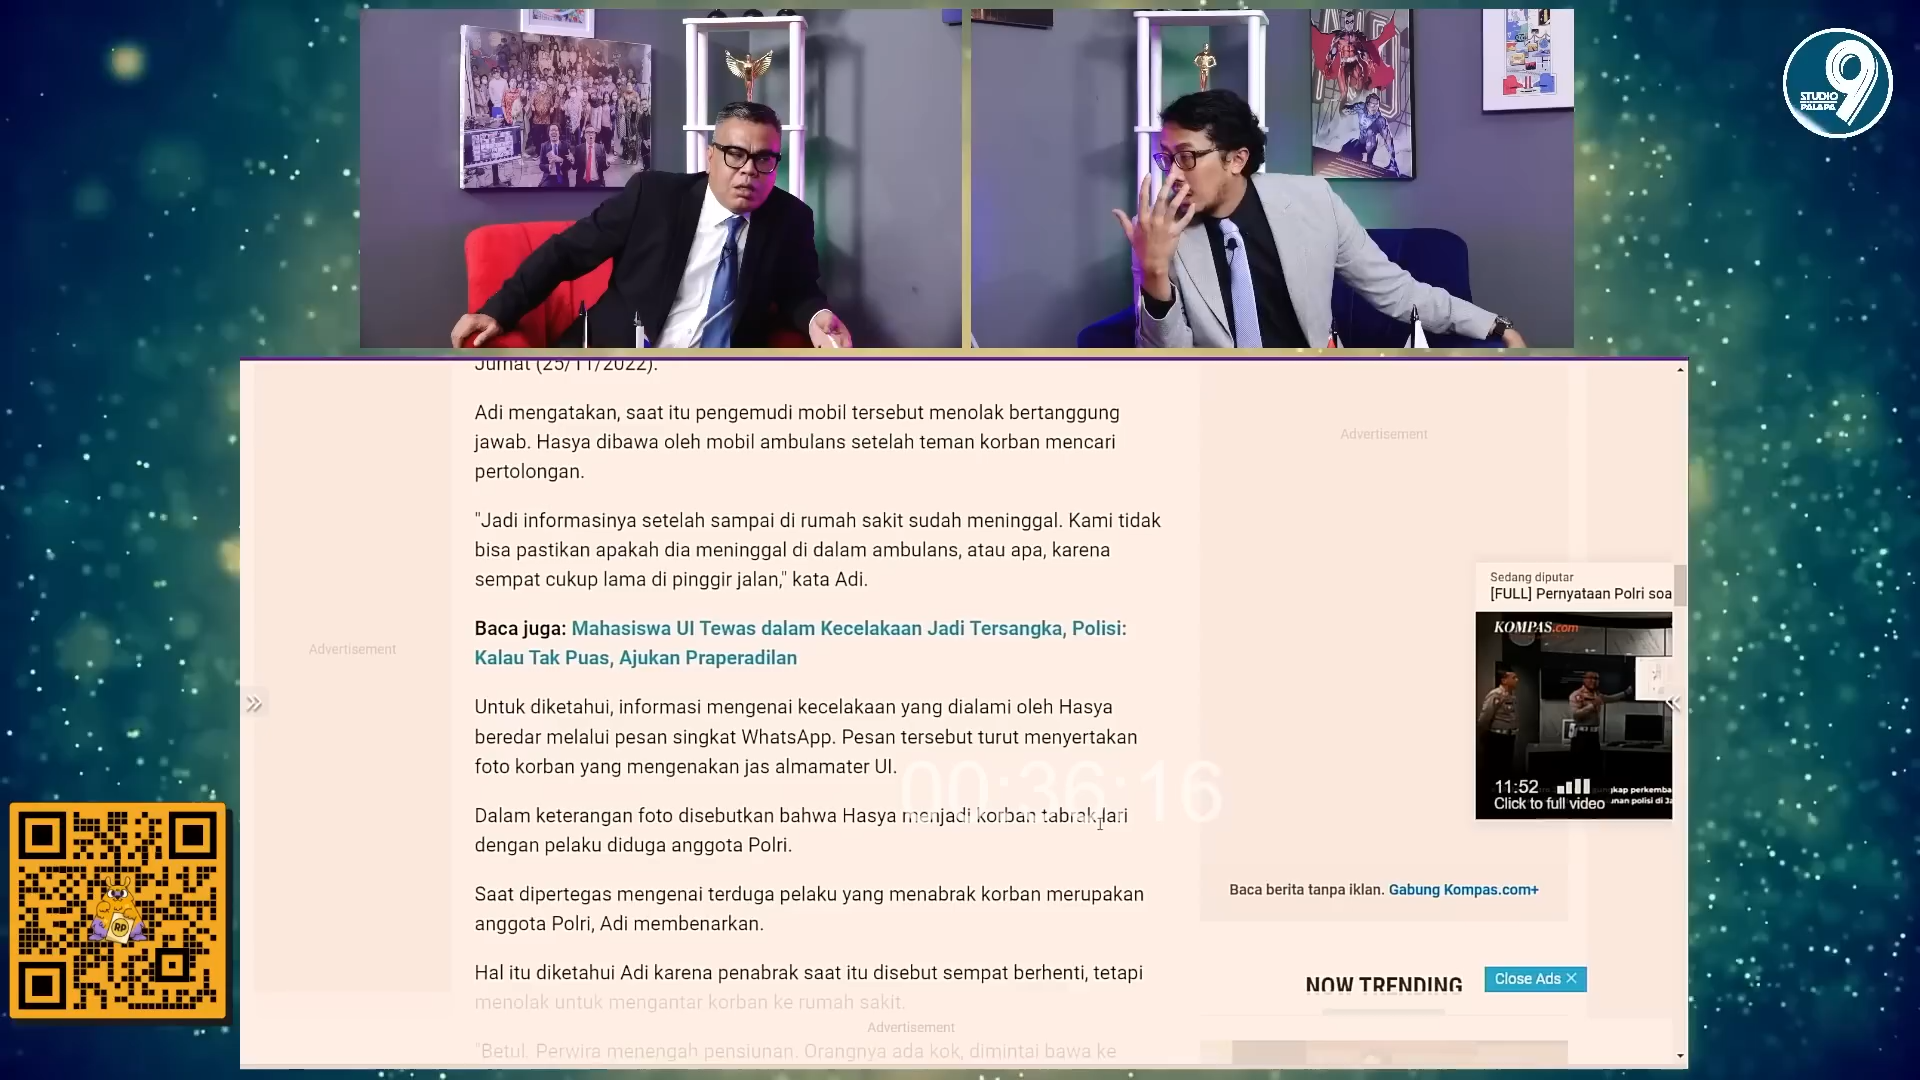 STUDIO
PALAPA
9
Jumat (25/11/2022).
Adi mengatakan, saat itu pengemudi mobil tersebut menolak bertanggung
jawab. Hasya dibawa oleh mobil ambulans setelah teman korban mencari
pertolongan.
"Jadi informasinya setelah sampai di rumah sakit sudah meninggal. Kami tidak
bisa pastikan apakah dia meninggal di dalam ambulans, atau apa, karena
sempat cukup lama di pinggir jalan," kata Adi.
Baca juga: Mahasiswa UI Tewas dalam Kecelakaan Jadi Tersangka, Polisi:
Kalau Tak Puas, Ajukan Praperadilan
Untuk diketahui, informasi mengenai kecelakaan yang dialami oleh Hasya
beredar melalui pesan singkat WhatsApp. Pesan tersebut turut menyertakan
foto korban yang mengenakan jas almamater UI.
00:36:16
Dalam keterangan foto disebutkan bahwa Hasya menjadi korban tabrak lari
dengan pelaku diduga anggota Polri.
Saat dipertegas mengenai terduga pelaku yang menabrak korban merupakan
anggota Polri, Adi membenarkan.
Hal itu diketahui Adi karena penabrak saat itu disebut sempat berhenti, tetapi
menolak untuk mengantar korban ke rumah sakit.
Advertisement
"Betul. Perwira menengah pensiunan. Orangnya ada kok, dimintai bawa ke
Advertisement
Advertisement
Sedang diputar
[FULL] Pernyataan Polri soa
KOMPAS.com
11:52
Click to full video
gkap perkemba
nan polisi di Ja
Baca berita tanpa iklan. Gabung Kompas.com+
NOW TRENDING
Close Ads X
RP